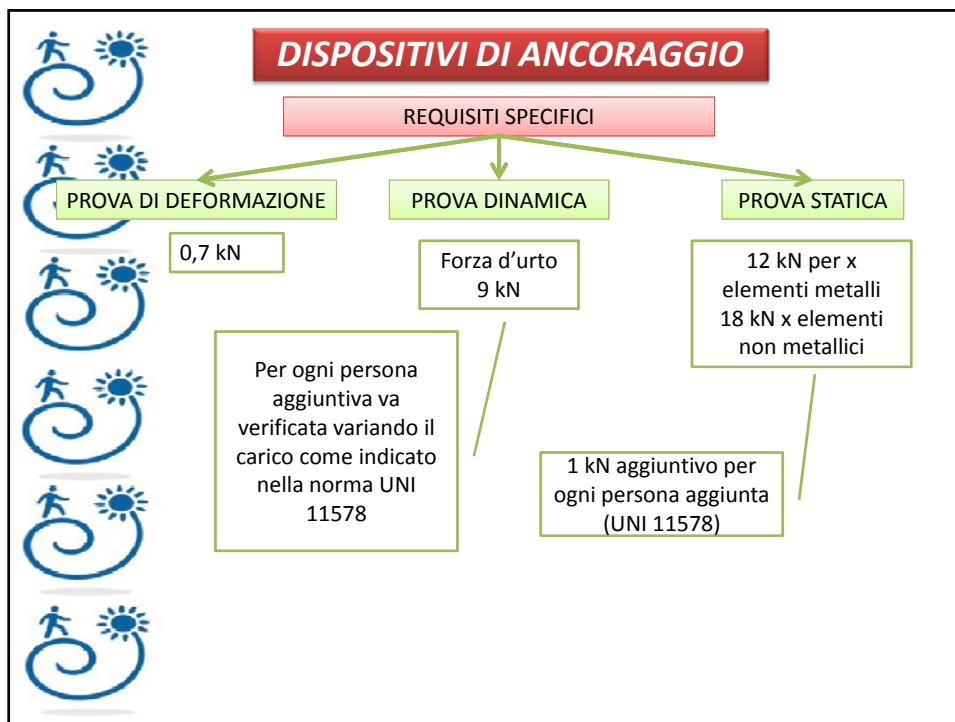 DISPOSITIVI DI ANCORAGGIO
REQUISITI SPECIFICI
PROVA DI DEFORMAZIONE
PROVA DINAMICA
PROVA STATICA
0,7 kN
Forza d’urto
9 kN
12 kN per x
elementi metalli
18 kN x elementi
non metallici
Per ogni persona
aggiuntiva va
verificata variando il
carico come indicato
nella norma UNI
11578
1 kN aggiuntivo per
ogni persona aggiunta
(UNI 11578)